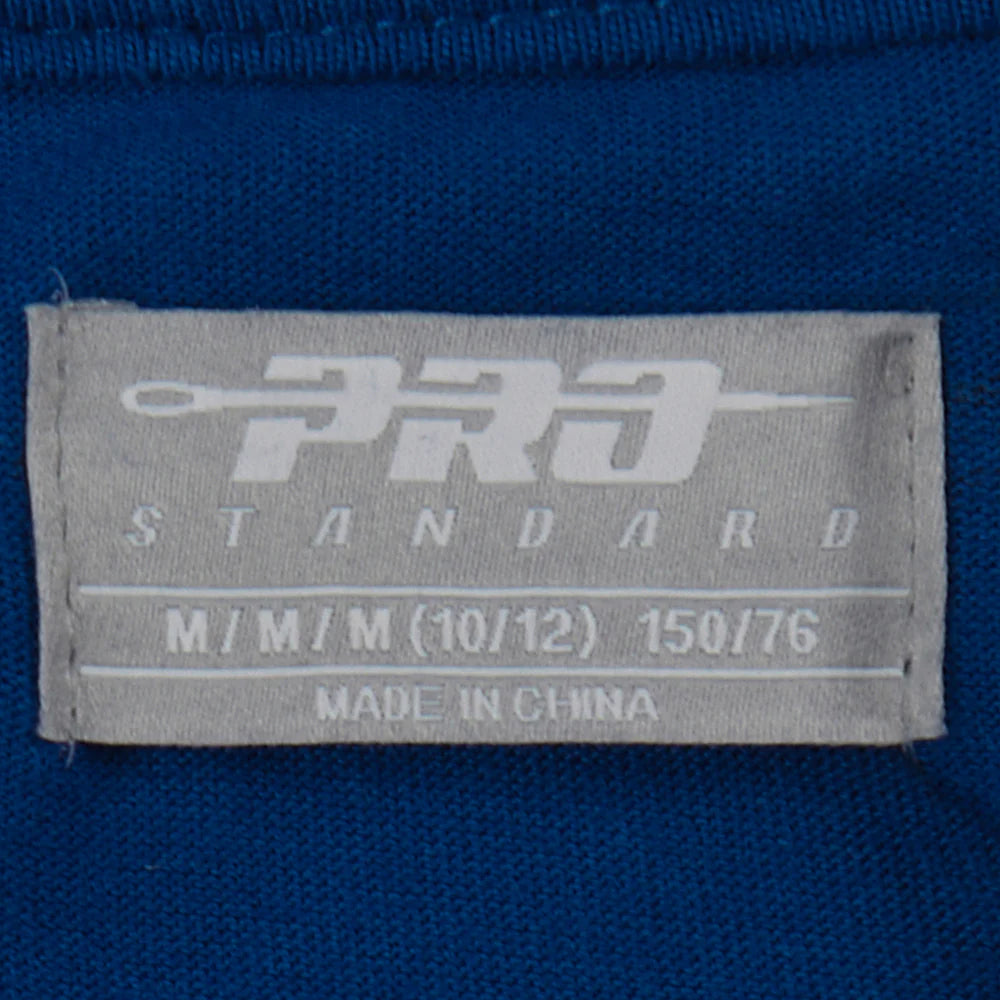 PRO
STANDARD
M/M/M (10/12) 150/76
MADE IN CHINA